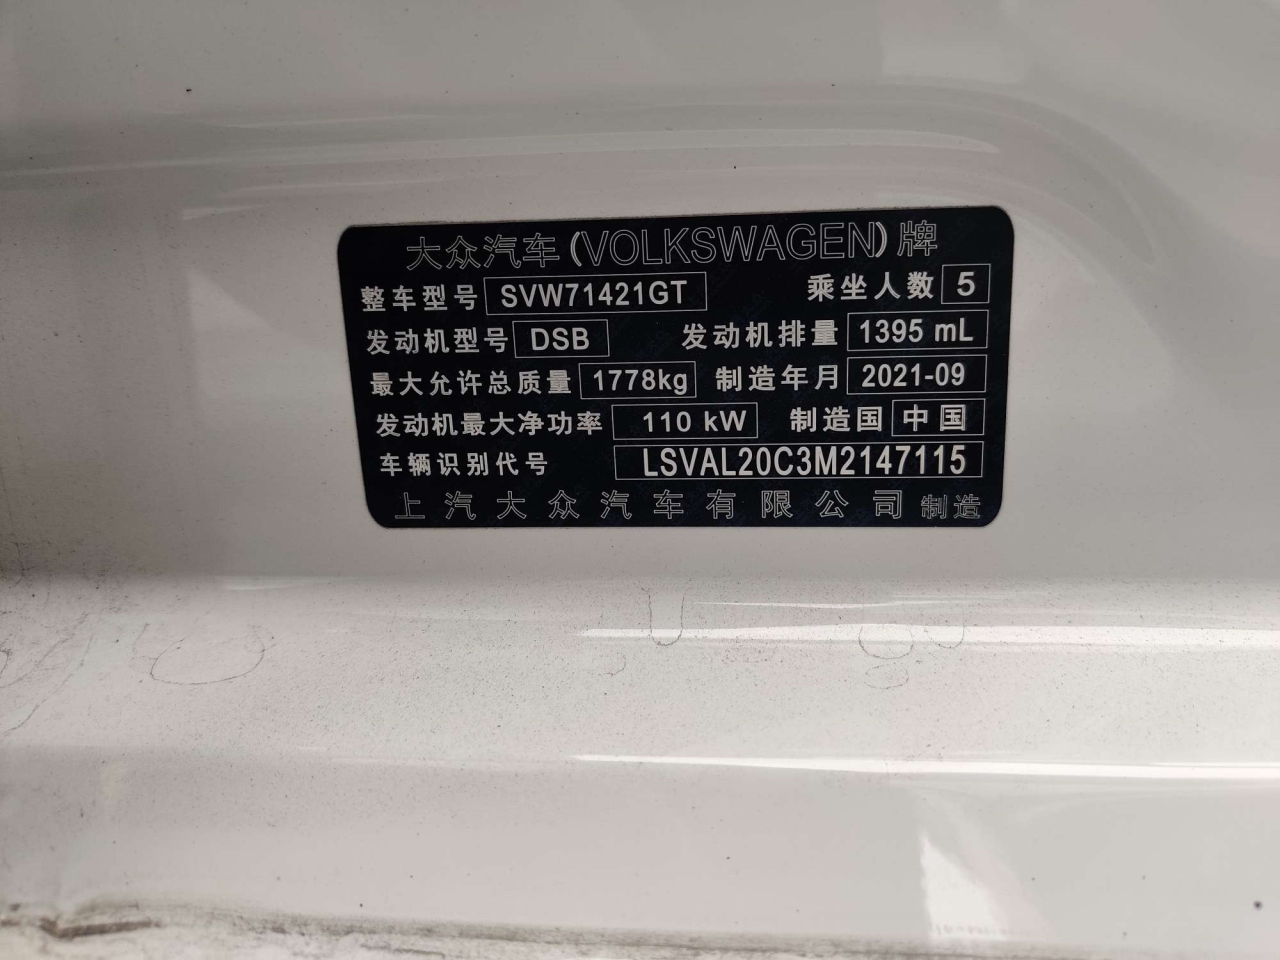 大众汽车(VOLKSWAGEN)牌
整车型号 SVW71421GT 乘坐人数 5
发动机型号 DSB 发动机排量 1395 mL
最大允许总质量 1778kg 制造年月 2021-09
发动机最大净功率 110 kW 制造国 中国
车辆识别代号 LSVAL20C3M2147115
上汽大众汽车有限公司 制造